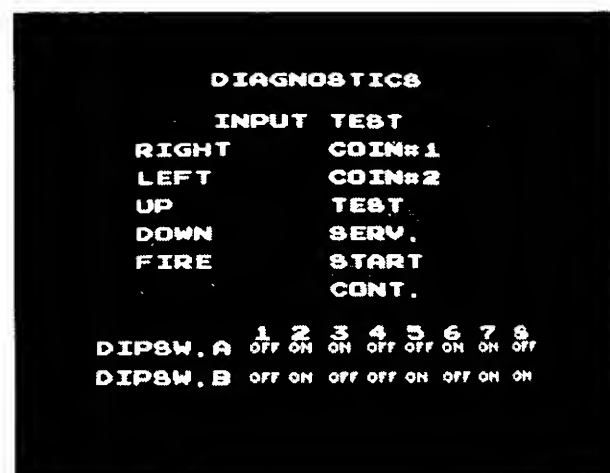 DIAGNOSTICS
INPUT TEST
RIGHT COIN#1
LEFT COIN#2
UP TEST
DOWN SERV.
FIRE START
CONT.
1 2 3 4 5 6 7 8
DIPSW.A OFF ON ON OFF OFF ON ON OFF
DIPSW.B OFF ON OFF OFF ON OFF ON ON